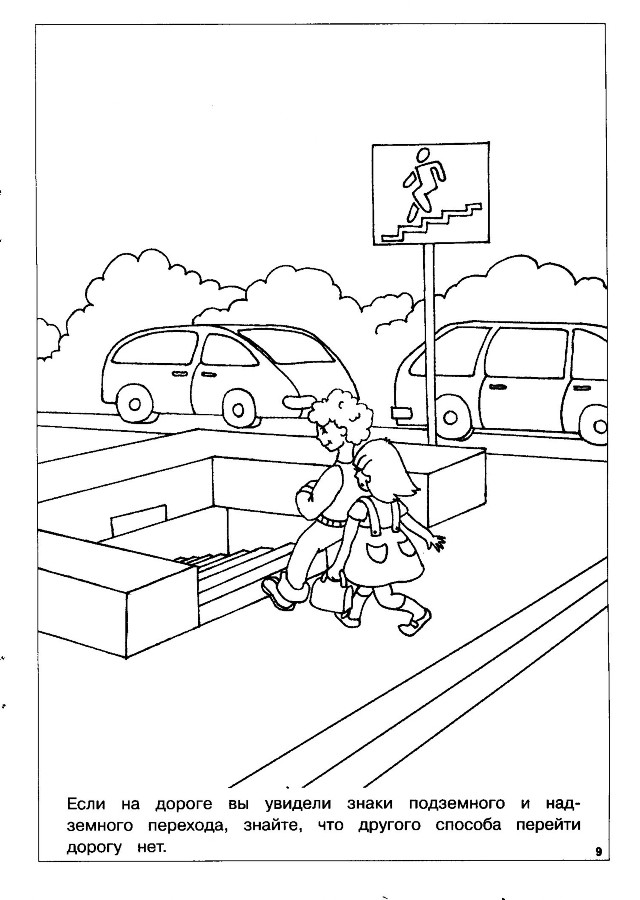 Если на дороге вы увидели знаки подземного и над-
земного перехода, знайте, что другого способа перейти
дорогу нет.
9